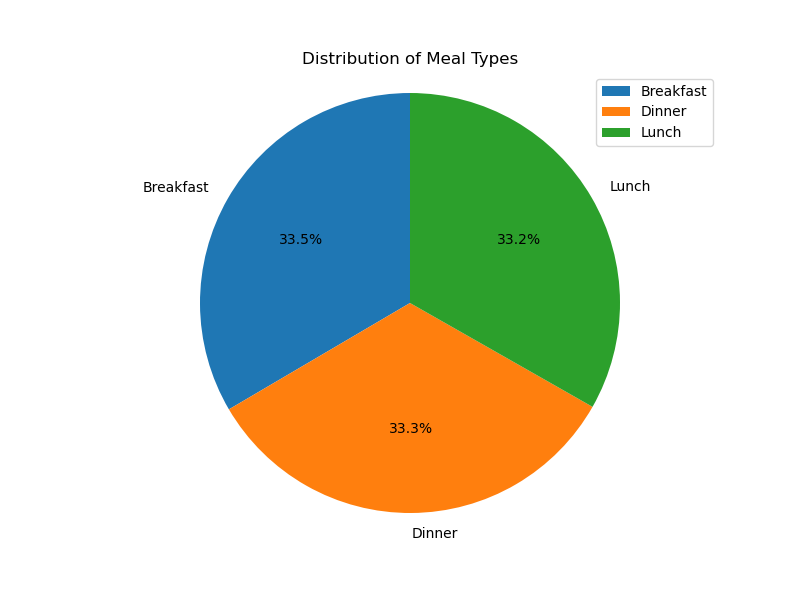 Distribution of Meal Types
Breakfast
Dinner
Lunch
Breakfast
Lunch
33.5%
33.2%
33.3%
Dinner